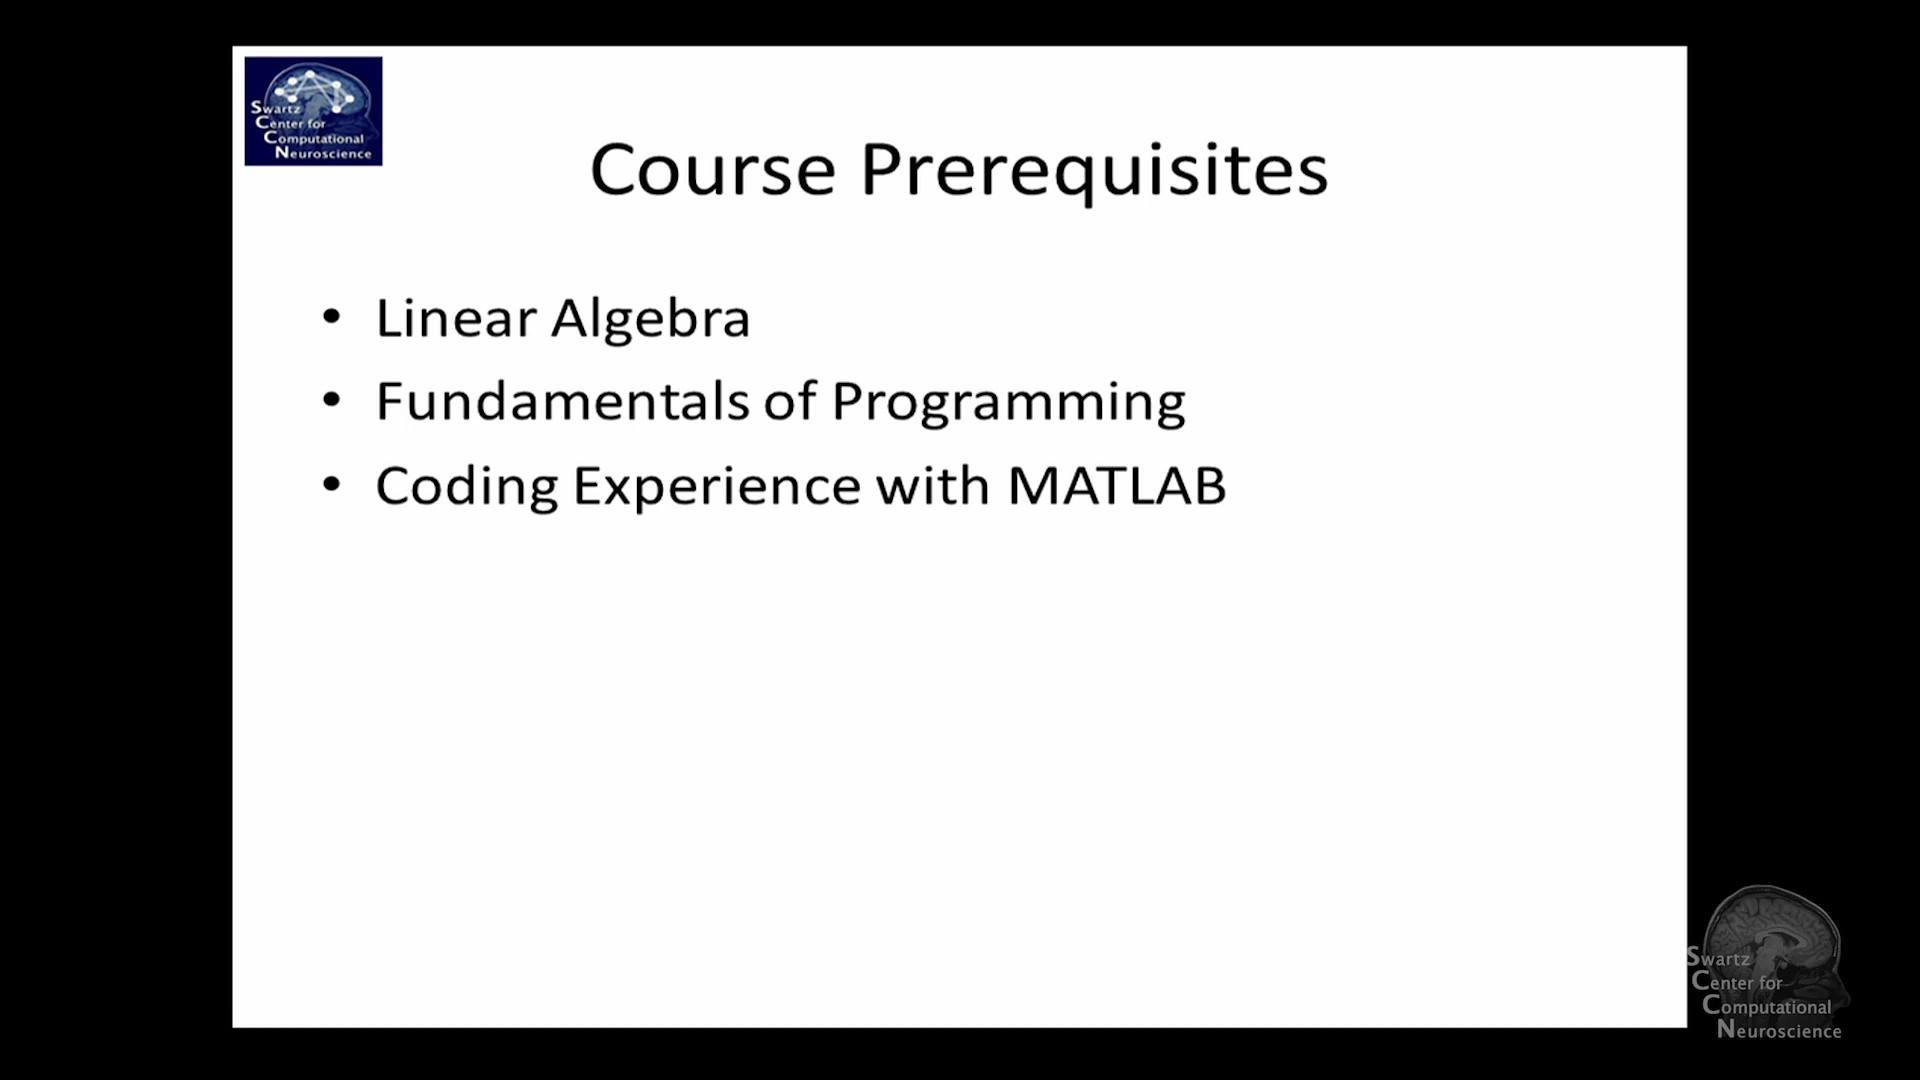 Swartz
Center for
Computational
Neuroscience
Course Prerequisites
• Linear Algebra
• Fundamentals of Programming
• Coding Experience with MATLAB
Swartz
Center for
Computational
Neuroscience